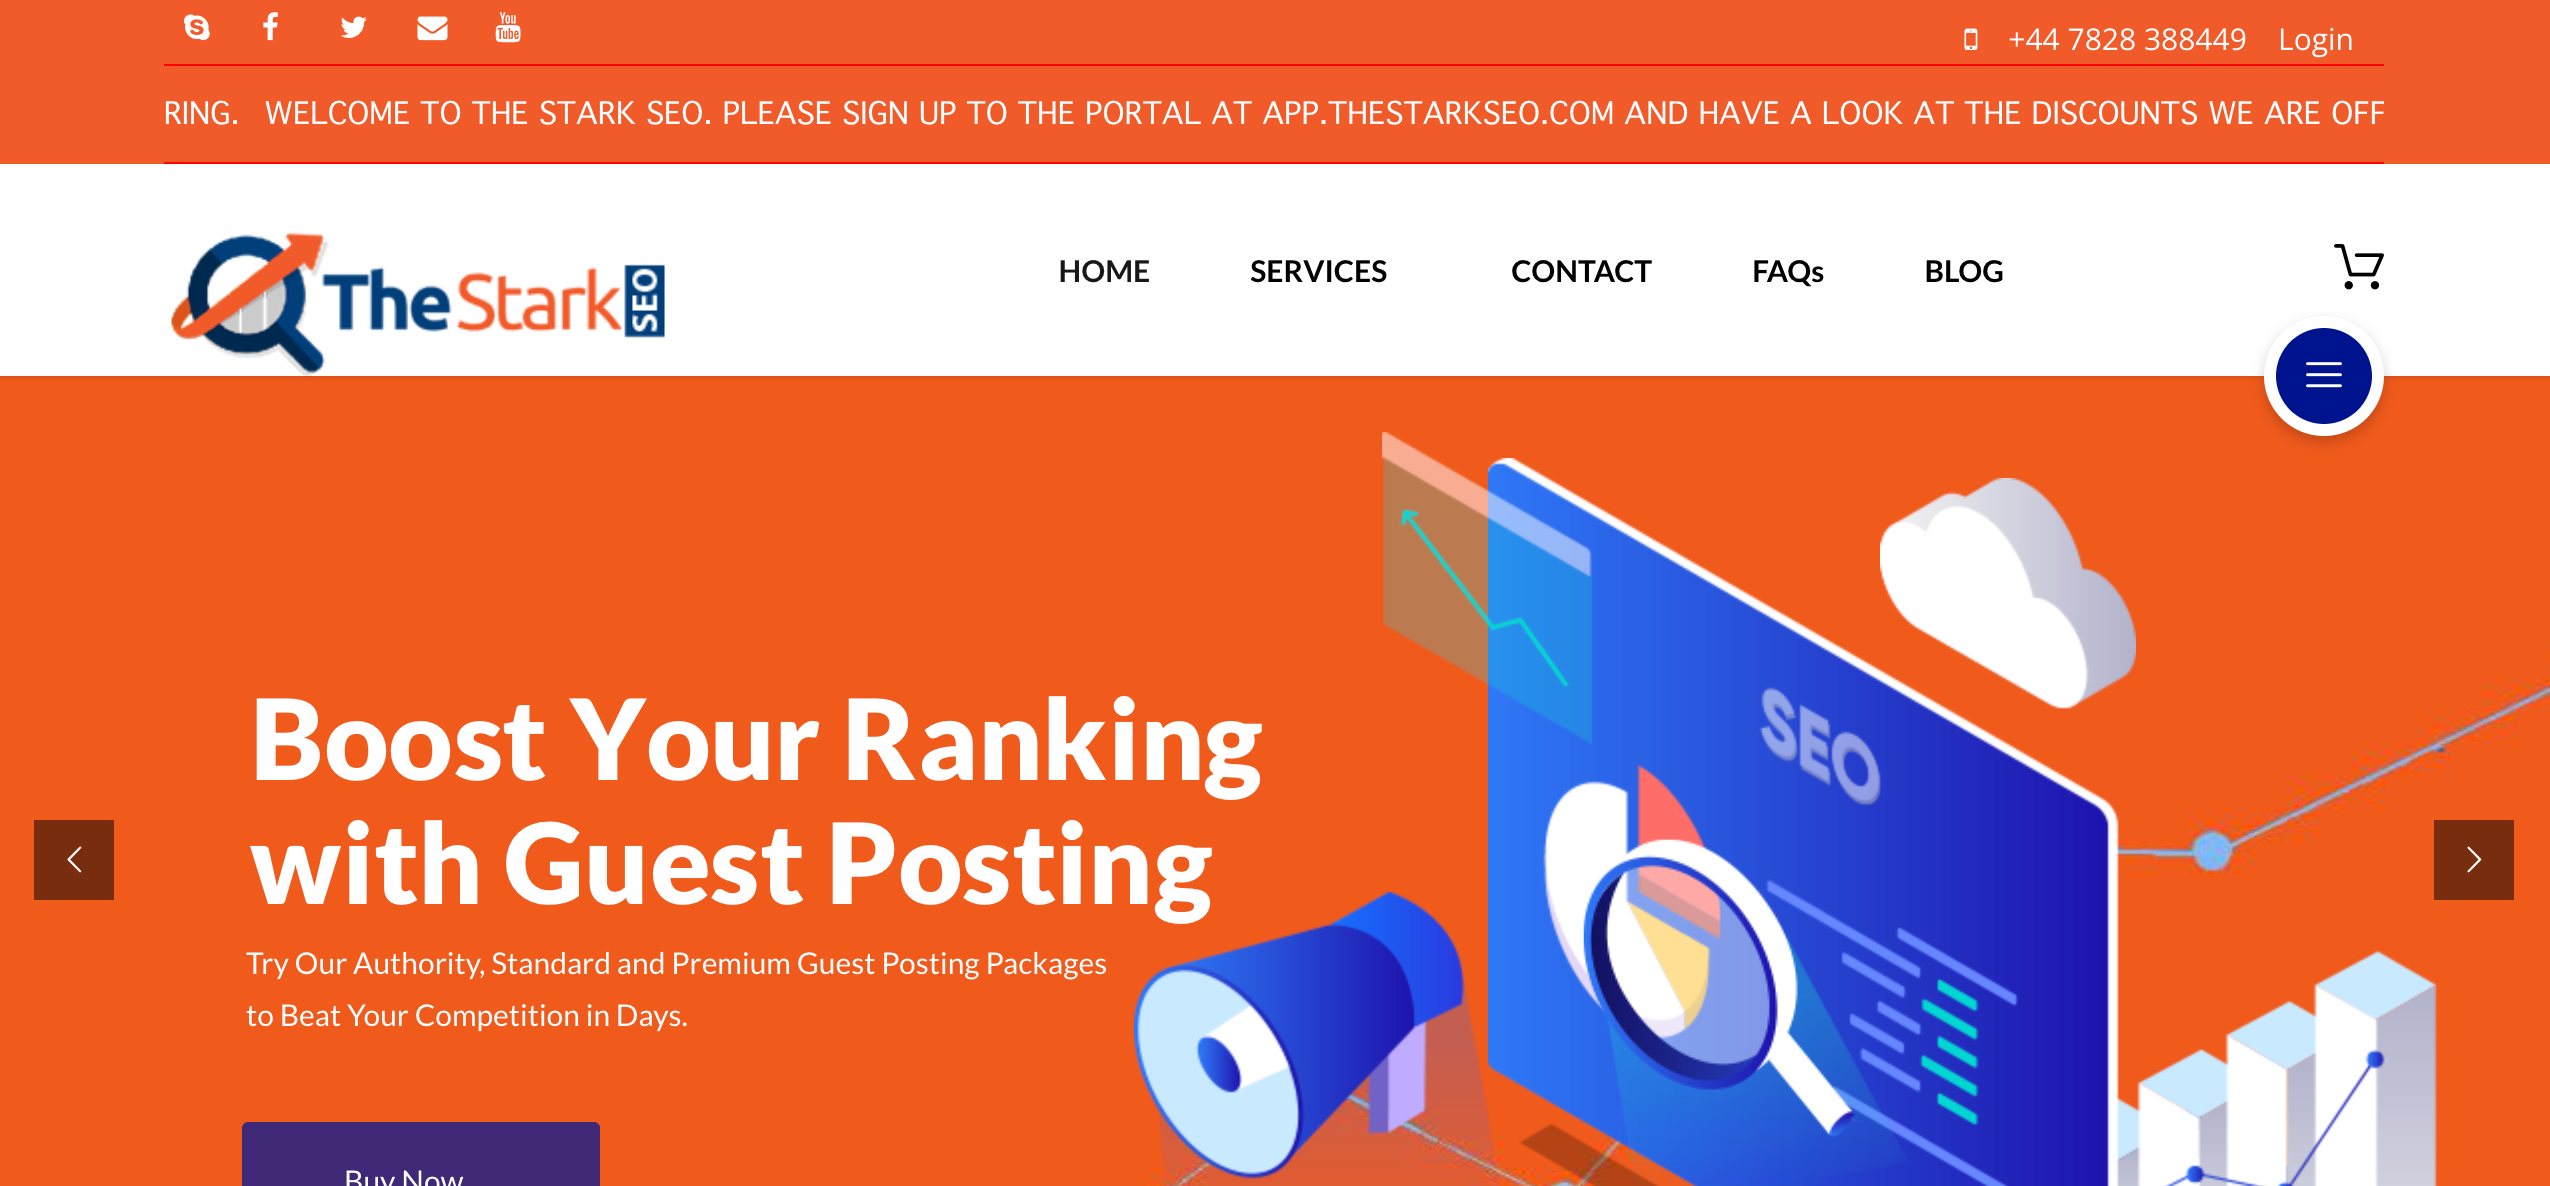 You
Tube
+44 7828 388449 Login
RING. WELCOME TO THE STARK SEO. PLEASE SIGN UP TO THE PORTAL AT APP.THESTARKSEO.COM AND HAVE A LOOK AT THE DISCOUNTS WE ARE OFF
The Stark SEO
HOME SERVICES CONTACT FAQs BLOG
SEO
Boost Your Ranking
with Guest Posting
Try Our Authority, Standard and Premium Guest Posting Packages
to Beat Your Competition in Days.
Buy Now